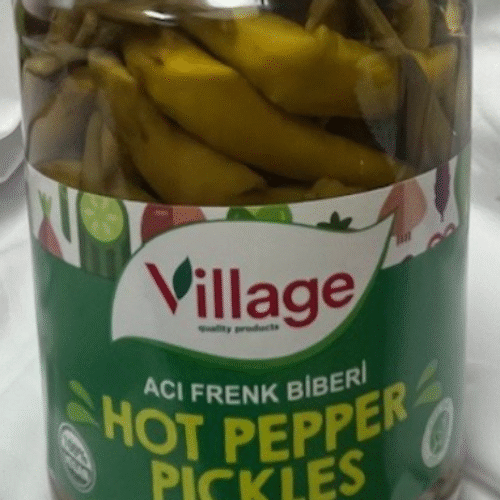 Village
quality products
ACI FRENK BİBERİ
HOT PEPPER
PICKLES